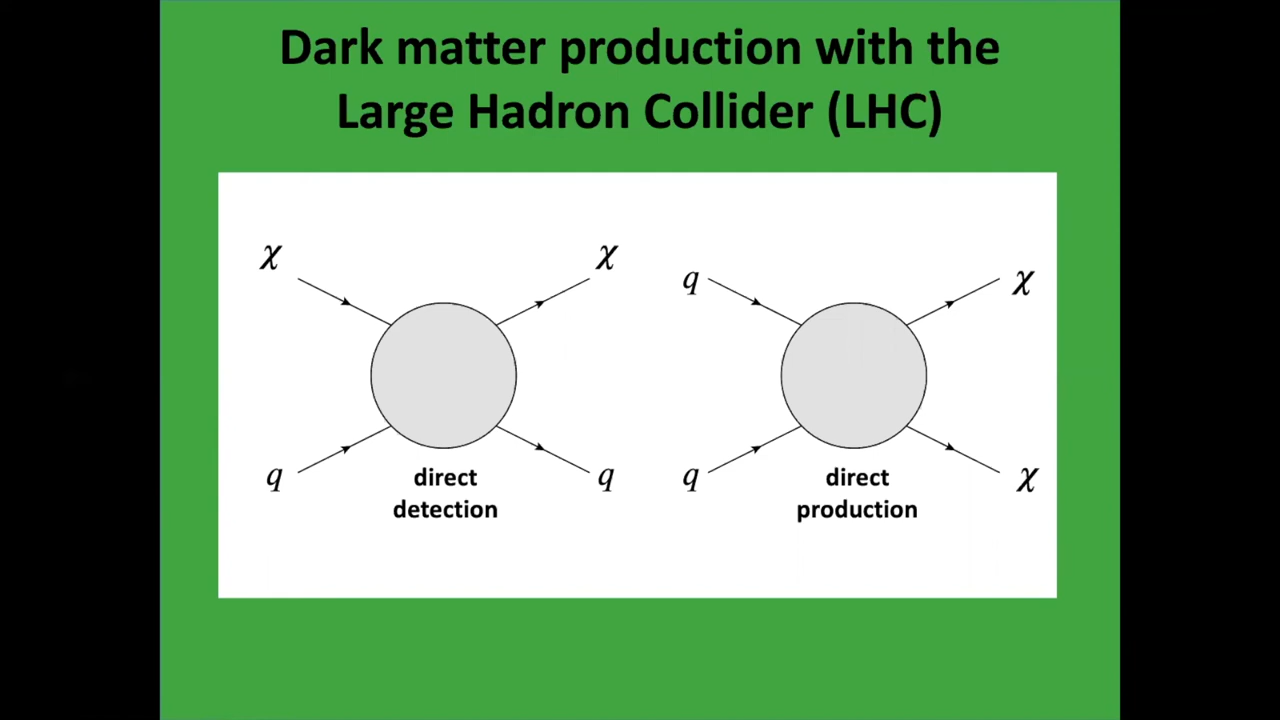 Dark matter production with the
Large Hadron Collider (LHC)
χ
χ
q
q
direct
detection
q
χ
q
χ
direct
production